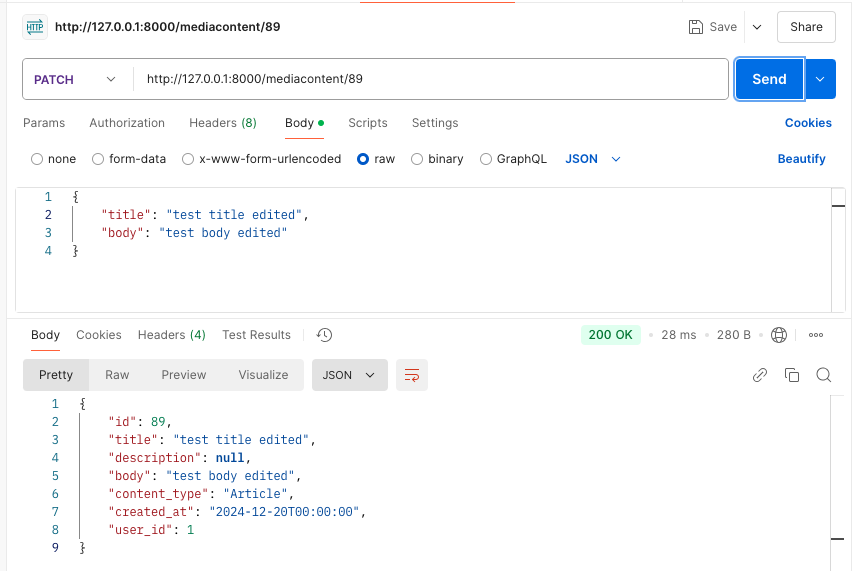 HTTP http://127.0.0.1:8000/mediacontent/89 Save Share
PATCH http://127.0.0.1:8000/mediacontent/89 Send
Params Authorization Headers (8) Body Scripts Settings Cookies
none form-data x-www-form-urlencoded raw binary GraphQL JSON Beautify
1 {
2 "title": "test title edited",
3 "body": "test body edited"
4 }
Body Cookies Headers (4) Test Results 200 OK • 28 ms • 280 B •
Pretty Raw Preview Visualize JSON
1 {
2 "id": 89,
3 "title": "test title edited",
4 "description": null,
5 "body": "test body edited",
6 "content_type": "Article",
7 "created_at": "2024-12-20T00:00:00",
8 "user_id": 1
9 }